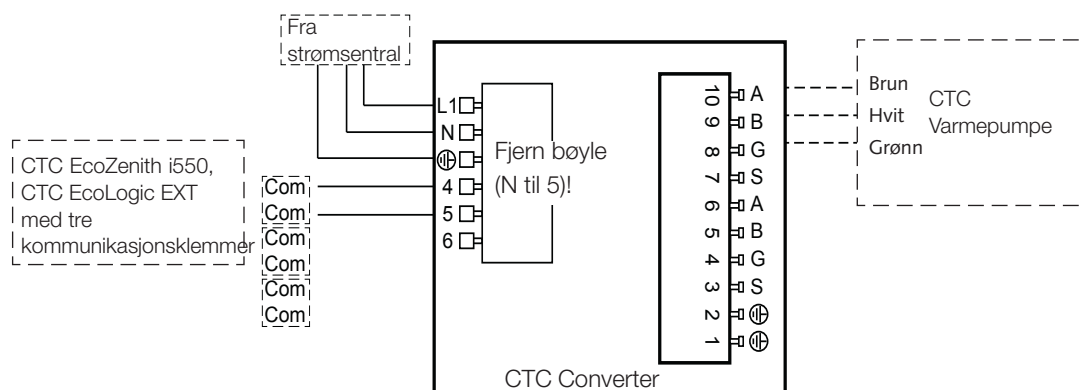 Fra
strømsentral
CTC EcoZenith i550,
CTC EcoLogic EXT
med tre
kommunikasjonsklemmer
Com
Com
Com
Com
Com
Com
L1
N
4
5
6
Fjern bøyle
(N til 5)!
10 A
9 B
8 G
7 S
6 A
5 B
4 G
3 S
2
1
CTC Converter
Brun
Hvit
Grønn
CTC
Varmepumpe